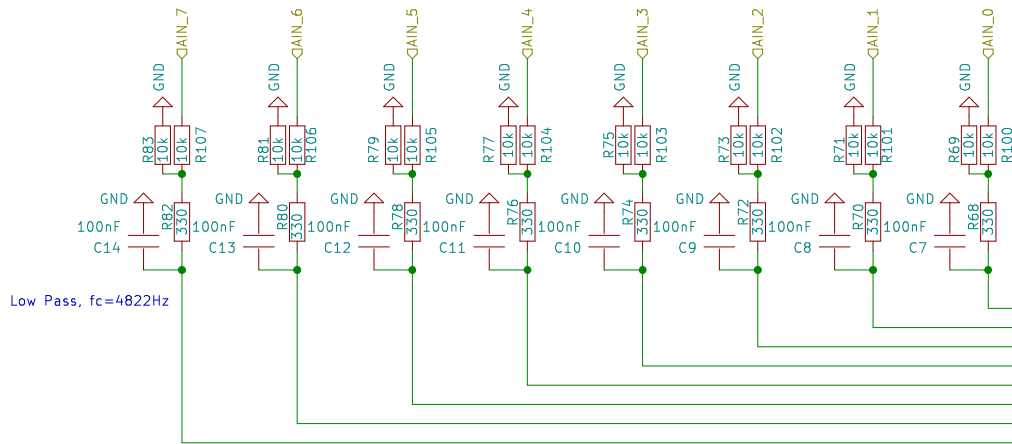 AIN_7 AIN_6 AIN_5 AIN_4 AIN_3 AIN_2 AIN_1 AIN_0
GND GND GND GND GND GND GND GND
R83 10k 10k R107 R81 10k 10k R106 R79 10k 10k R105 R77 10k 10k R104 R75 10k 10k R103 R73 10k 10k R102 R71 10k 10k R101 R69 10k 10k R100
GND GND GND GND GND GND GND GND
R82 330 R80 330 R78 330 R76 330 R74 330 R72 330 R70 330 R68 330
100nF 100nF 100nF 100nF 100nF 100nF 100nF 100nF
C14 C13 C12 C11 C10 C9 C8 C7
Low Pass, fc=4822Hz